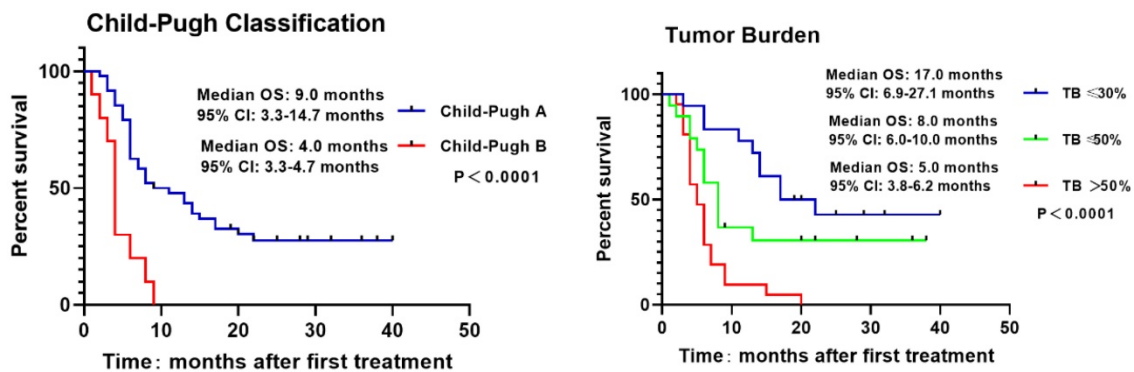 Child-Pugh Classification
Percent survival
100
50
0
Median OS: 9.0 months
95% CI: 3.3-14.7 months
Child-Pugh A
Median OS: 4.0 months
95% CI: 3.3-4.7 months
Child-Pugh B
P<0.0001
0 10 20 30 40 50
Time: months after first treatment
Tumor Burden
Percent survival
100
50
0
Median OS: 17.0 months
95% CI: 6.9-27.1 months
TB ≤30%
Median OS: 8.0 months
95% CI: 6.0-10.0 months
TB ≤50%
Median OS: 5.0 months
95% CI: 3.8-6.2 months
TB >50%
P<0.0001
0 10 20 30 40 50
Time: months after first treatment